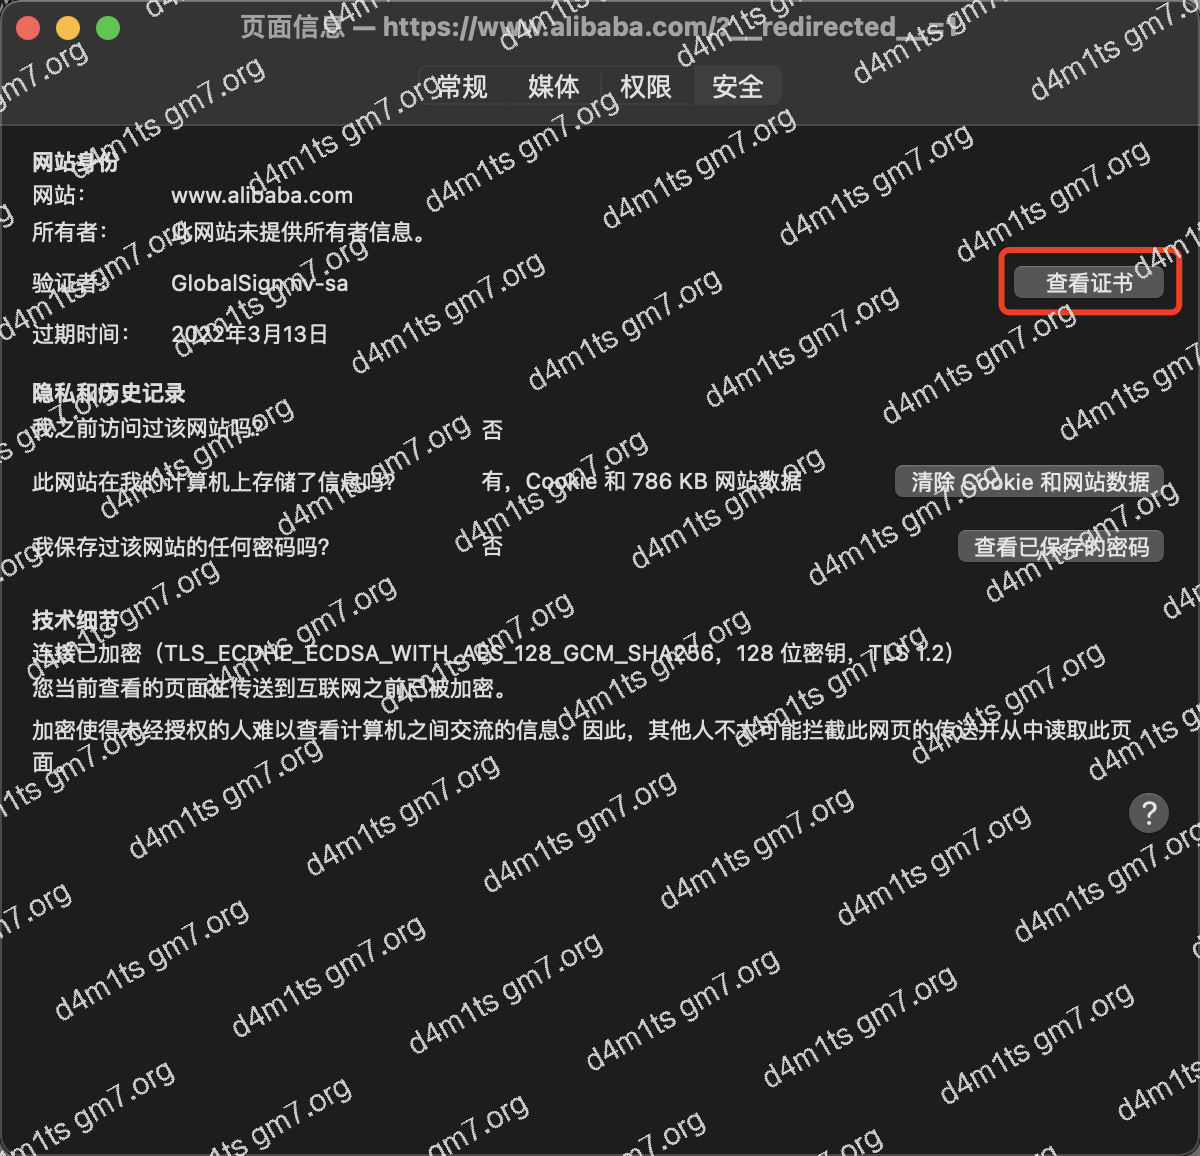 页面信息 — https://www.alibaba.com/?__redirected__=1
常规 媒体 权限 安全
网站身份
网站： www.alibaba.com
所有者： 此网站未提供所有者信息。
验证者： GlobalSign nv-sa
查看证书
过期时间： 2022年3月13日
隐私和历史记录
我之前访问过该网站吗？ 否
此网站在我的计算机上存储了信息吗？ 有，Cookie 和 786 KB 网站数据
清除 Cookie 和网站数据
我保存过该网站的任何密码吗？ 否
查看已保存的密码
技术细节
连接已加密（TLS_ECDHE_ECDSA_WITH_AES_128_GCM_SHA256，128 位密钥，TLS 1.2）
您当前查看的页面在传送到互联网之前已被加密。
加密使得未经授权的人难以查看计算机之间交流的信息。因此，其他人不太可能拦截此网页的传送并从中读取此页
面。
?
d4m1ts gm7.org